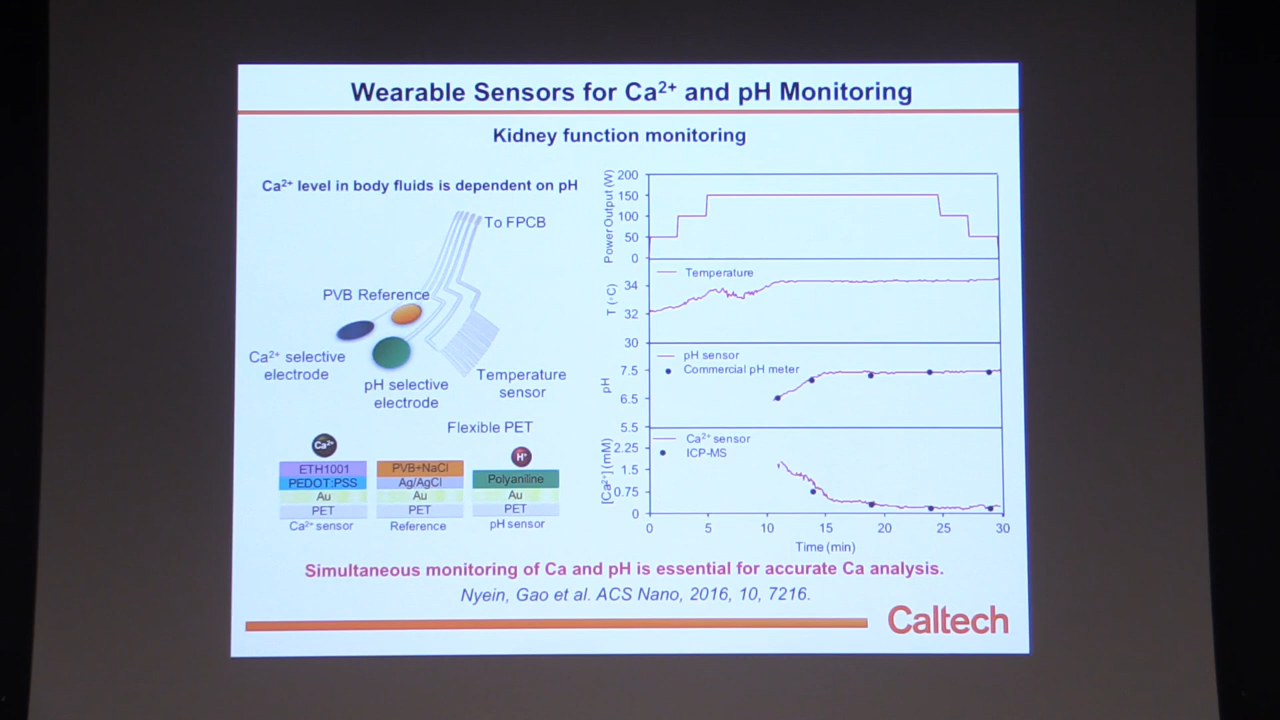 Wearable Sensors for Ca²⁺ and pH Monitoring
Kidney function monitoring
Ca²⁺ level in body fluids is dependent on pH
To FPCB
PVB Reference
Ca²⁺ selective
electrode
pH selective
electrode
Temperature
sensor
Flexible PET
Ca²⁺
ETH1001
PEDOT:PSS
Au
PET
Ca²⁺ sensor
PVB+NaCl
Ag/AgCl
Au
PET
Reference
H⁺
Polyaniline
Au
PET
pH sensor
Power Output (W)
200
150
100
50
0
T (◦C)
Temperature
34
32
30
pH
pH sensor
Commercial pH meter
7.5
6.5
5.5
[Ca²⁺] (mM)
Ca²⁺ sensor
ICP-MS
2.25
1.5
0.75
0
0 5 10 15 20 25 30
Time (min)
Simultaneous monitoring of Ca and pH is essential for accurate Ca analysis.
Nyein, Gao et al. ACS Nano, 2016, 10, 7216.
Caltech